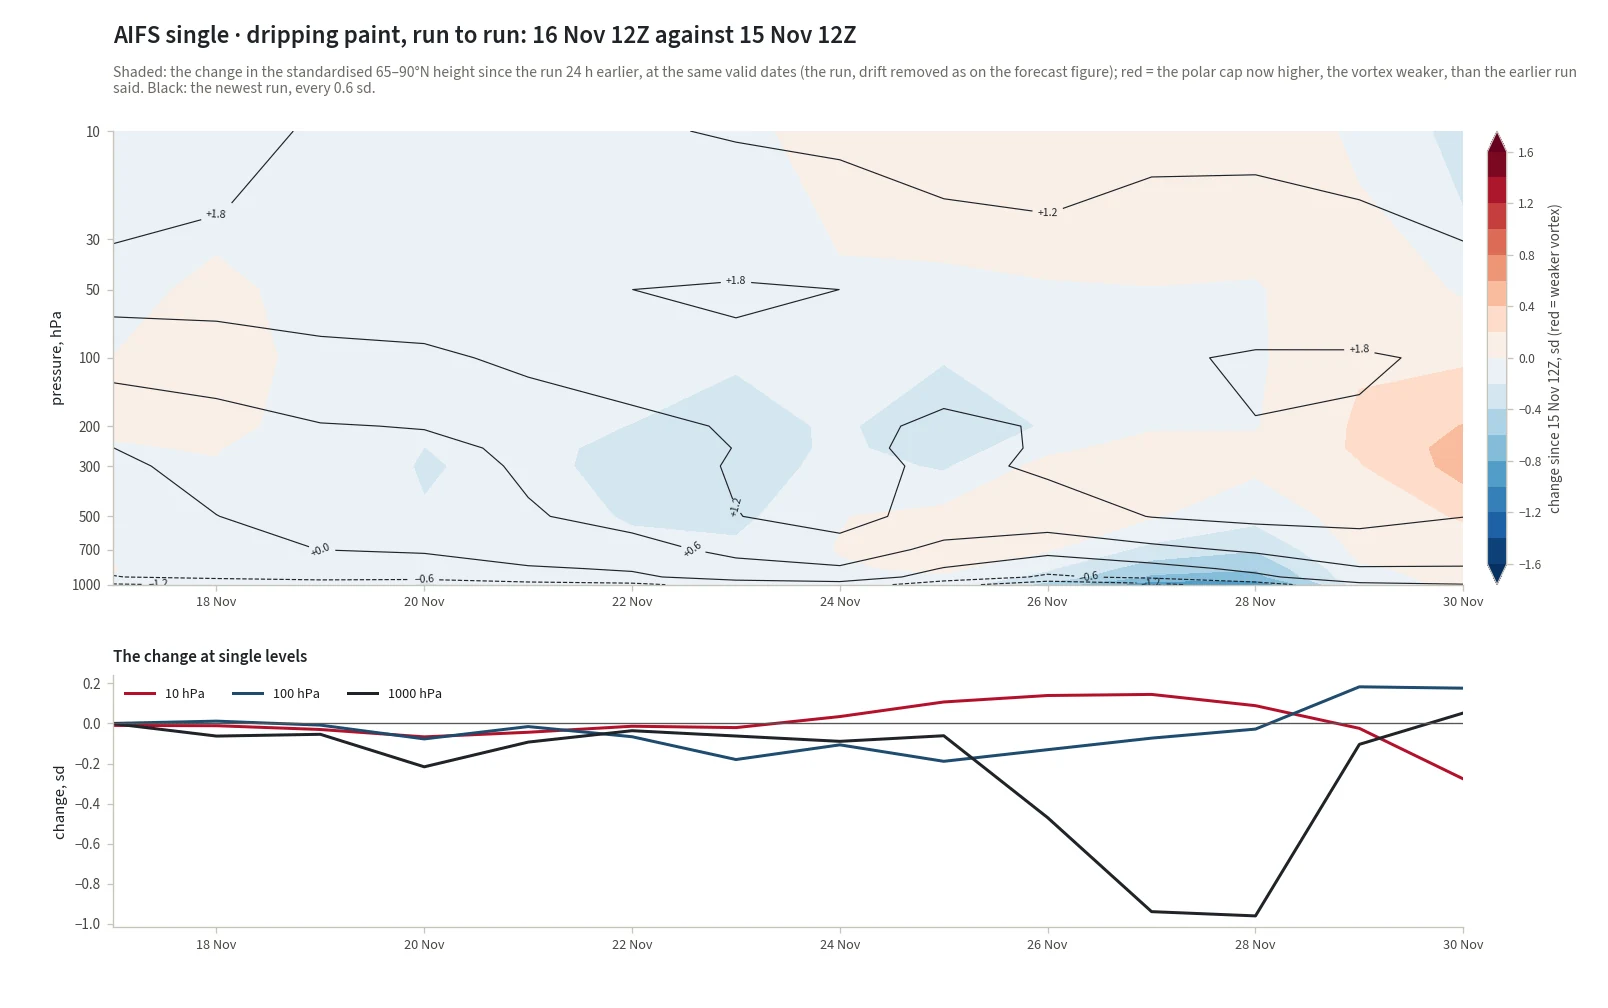 AIFS single · dripping paint, run to run: 16 Nov 12Z against 15 Nov 12Z
Shaded: the change in the standardised 65–90°N height since the run 24 h earlier, at the same valid dates (the run, drift removed as on the forecast figure); red = the polar cap now higher, the vortex weaker, than the earlier run
said. Black: the newest run, every 0.6 sd.
pressure, hPa
10
30
50
100
200
300
500
700
1000
+1.8
+1.8
+1.2
+1.8
+1.2
+0.0
+0.6
−0.6
−0.6
18 Nov
20 Nov
22 Nov
24 Nov
26 Nov
28 Nov
30 Nov
1.6
1.2
0.8
0.4
0.0
−0.4
−0.8
−1.2
−1.6
change since 15 Nov 12Z, sd (red = weaker vortex)
The change at single levels
10 hPa
100 hPa
1000 hPa
change, sd
0.2
0.0
−0.2
−0.4
−0.6
−0.8
−1.0
18 Nov
20 Nov
22 Nov
24 Nov
26 Nov
28 Nov
30 Nov